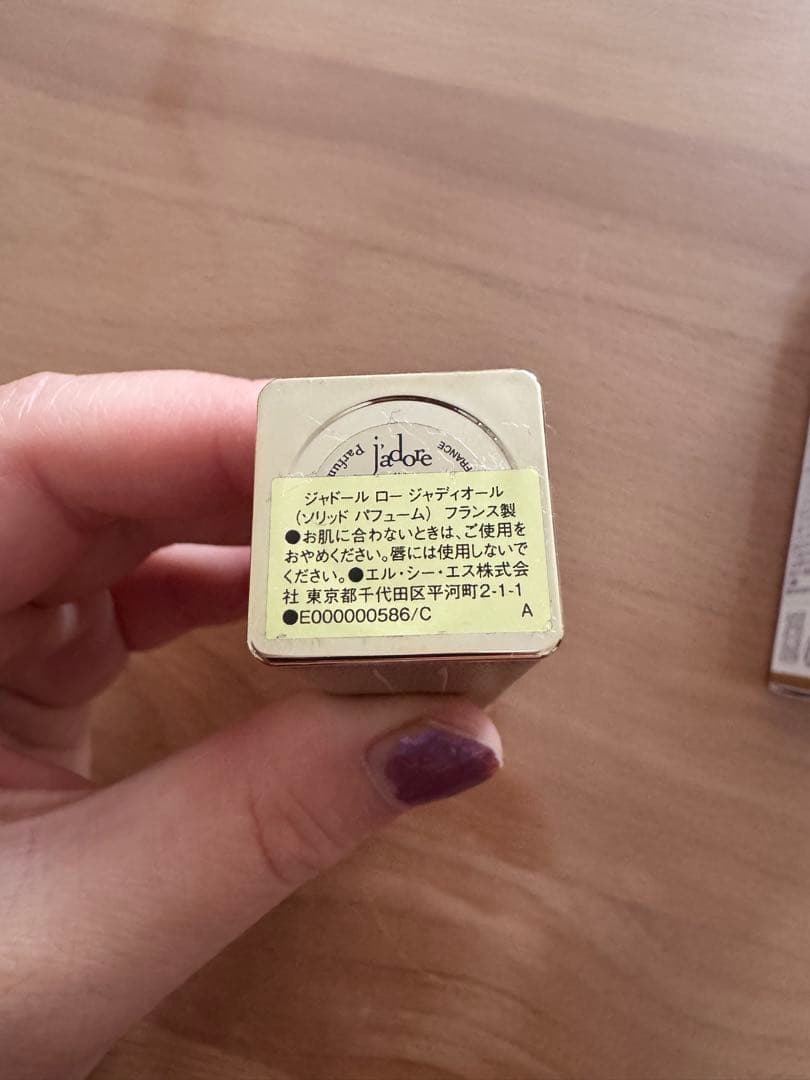 j'adore
Parfum
FRANCE
ジャドール ロー ジャディオール
（ソリッド パフューム） フランス製
●お肌に合わないときは、ご使用を
おやめください。唇には使用しないで
ください。●エル・シー・エス株式会
社 東京都千代田区平河町2-1-1
●E000000586/C A